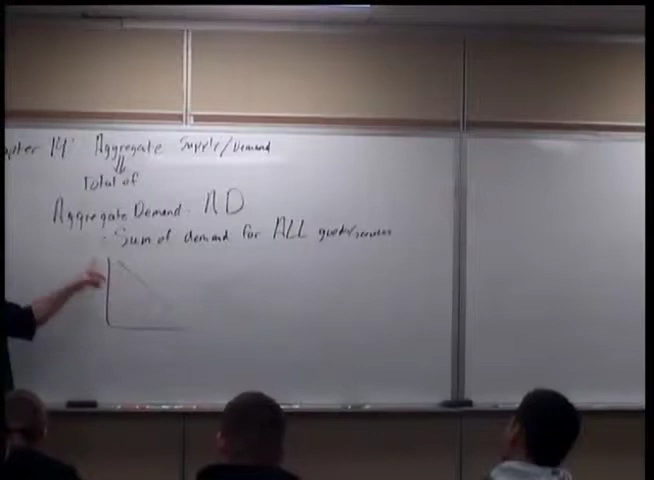 pter 14: Aggregate Supply/Demand
Total of
Aggregate Demand - AD
- Sum of demand for ALL goods/services